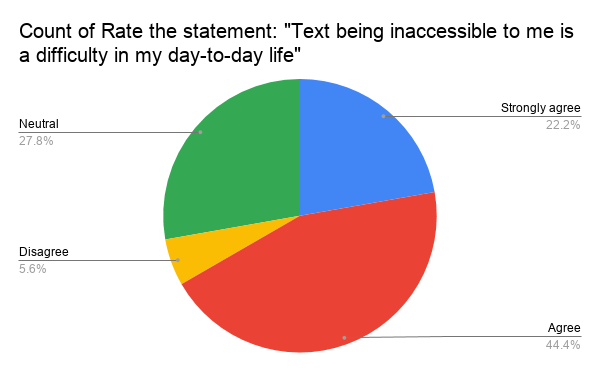 Count of Rate the statement: "Text being inaccessible to me is
a difficulty in my day-to-day life"
Strongly agree
22.2%
Neutral
27.8%
Disagree
5.6%
Agree
44.4%